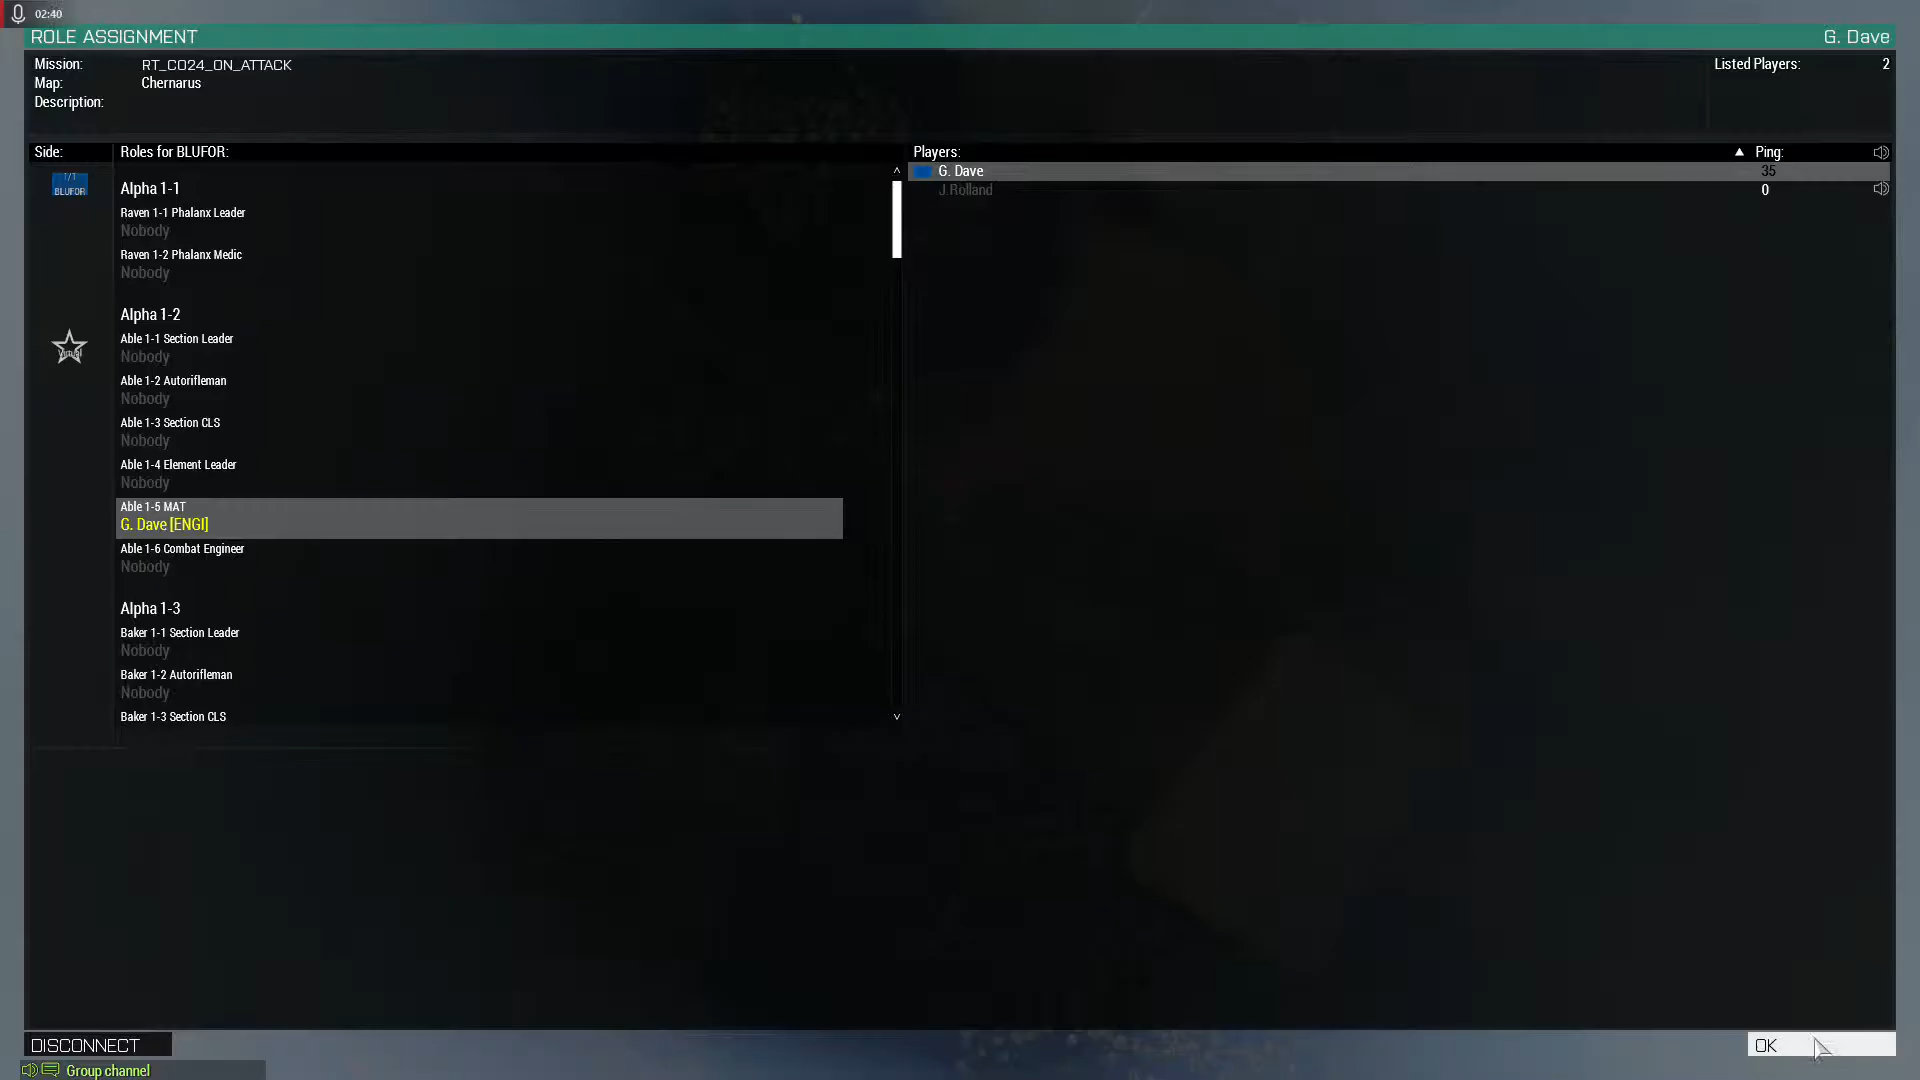 02:40
ROLE ASSIGNMENT
G. Dave
Mission: RT_CO24_ON_ATTACK
Listed Players: 2
Map: Chernarus
Description:
Side:
Roles for BLUFOR:
Players:
Ping:
1/1
BLUFOR
Virtual
Alpha 1-1
Raven 1-1 Phalanx Leader
Nobody
Raven 1-2 Phalanx Medic
Nobody
Alpha 1-2
Able 1-1 Section Leader
Nobody
Able 1-2 Autorifleman
Nobody
Able 1-3 Section CLS
Nobody
Able 1-4 Element Leader
Nobody
Able 1-5 MAT
G. Dave [ENGI]
Able 1-6 Combat Engineer
Nobody
Alpha 1-3
Baker 1-1 Section Leader
Nobody
Baker 1-2 Autorifleman
Nobody
Baker 1-3 Section CLS
G. Dave 35
J.Rolland 0
DISCONNECT
OK
Group channel